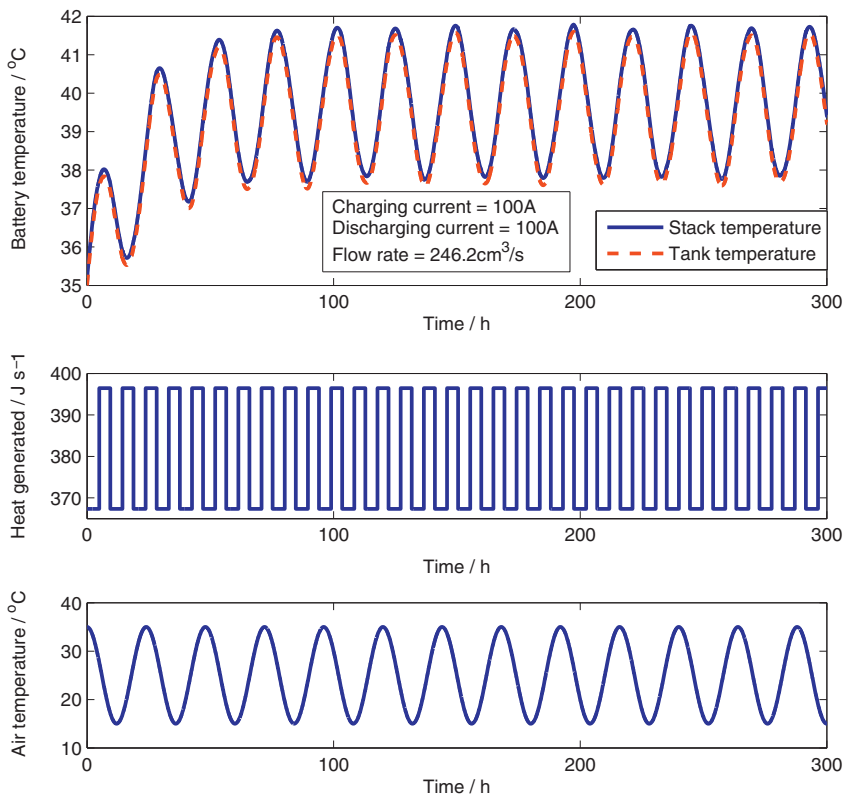 42
41
40
39
38
37
36
35
Battery temperature / °C
Charging current = 100A
Discharging current = 100A
Flow rate = 246.2cm³/s
Stack temperature
Tank temperature
0
100
200
300
Time / h
400
390
380
370
Heat generated / J s−1
0
100
200
300
Time / h
40
30
20
10
Air temperature / °C
0
100
200
300
Time / h